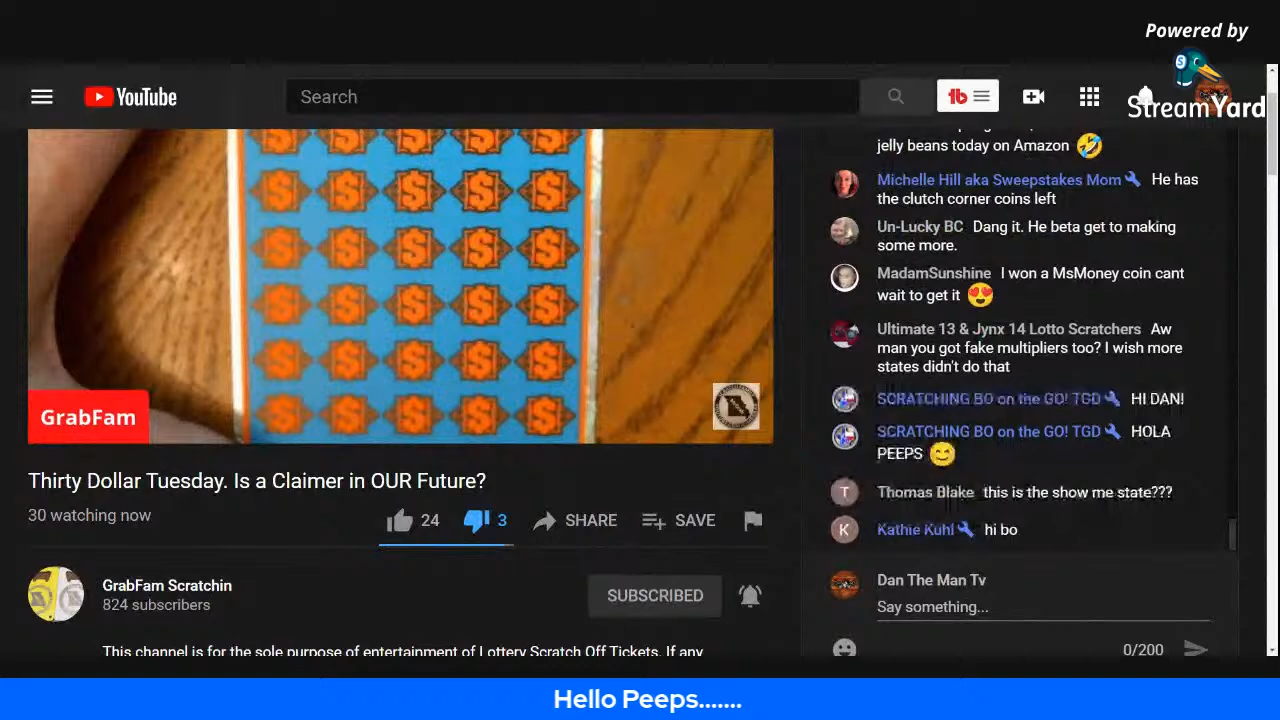 Powered by
StreamYard
YouTube
Search
jelly beans today on Amazon
Michelle Hill aka Sweepstakes Mom He has
the clutch corner coins left
Un-Lucky BC Dang it. He beta get to making
some more.
MadamSunshine I won a MsMoney coin cant
wait to get it
Ultimate 13 & Jynx 14 Lotto Scratchers Aw
man you got fake multipliers too? I wish more
states didn't do that
SCRATCHING BO on the GO! TGD HI DAN!
SCRATCHING BO on the GO! TGD HOLA
PEEPS
T Thomas Blake this is the show me state???
K Kathie Kuhl hi bo
Dan The Man Tv
Say something...
0/200
GrabFam
Thirty Dollar Tuesday. Is a Claimer in OUR Future?
30 watching now
24 3 SHARE SAVE
GrabFam Scratchin
824 subscribers
SUBSCRIBED
This channel is for the sole purpose of entertainment of Lottery Scratch Off Tickets. If any
Hello Peeps.......